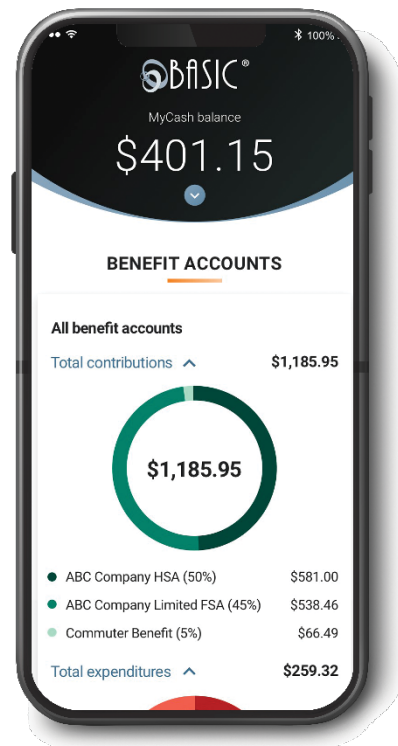 100%
BASIC®
MyCash balance
$401.15
BENEFIT ACCOUNTS
All benefit accounts
Total contributions $1,185.95
$1,185.95
ABC Company HSA (50%) $581.00
ABC Company Limited FSA (45%) $538.46
Commuter Benefit (5%) $66.49
Total expenditures $259.32